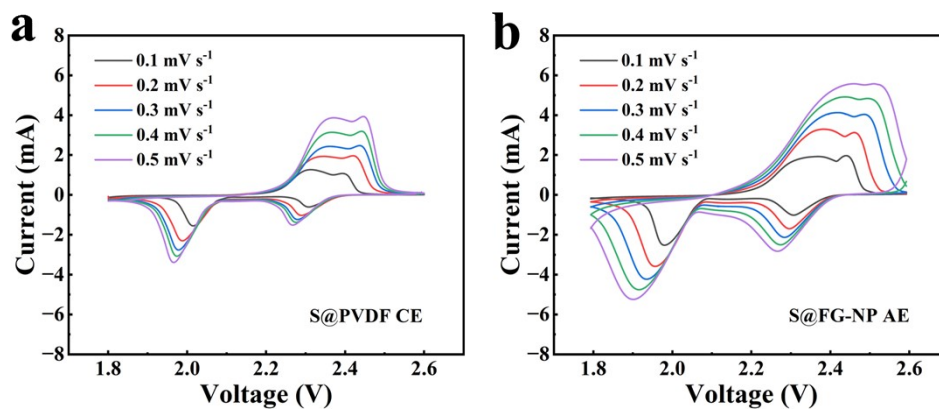 a
Current (mA)
8
6
4
2
0
−2
−4
−6
−8
0.1 mV s⁻¹
0.2 mV s⁻¹
0.3 mV s⁻¹
0.4 mV s⁻¹
0.5 mV s⁻¹
S@PVDF CE
1.8 2.0 2.2 2.4 2.6
Voltage (V)
b
Current (mA)
8
6
4
2
0
−2
−4
−6
−8
0.1 mV s⁻¹
0.2 mV s⁻¹
0.3 mV s⁻¹
0.4 mV s⁻¹
0.5 mV s⁻¹
S@FG-NP AE
1.8 2.0 2.2 2.4 2.6
Voltage (V)